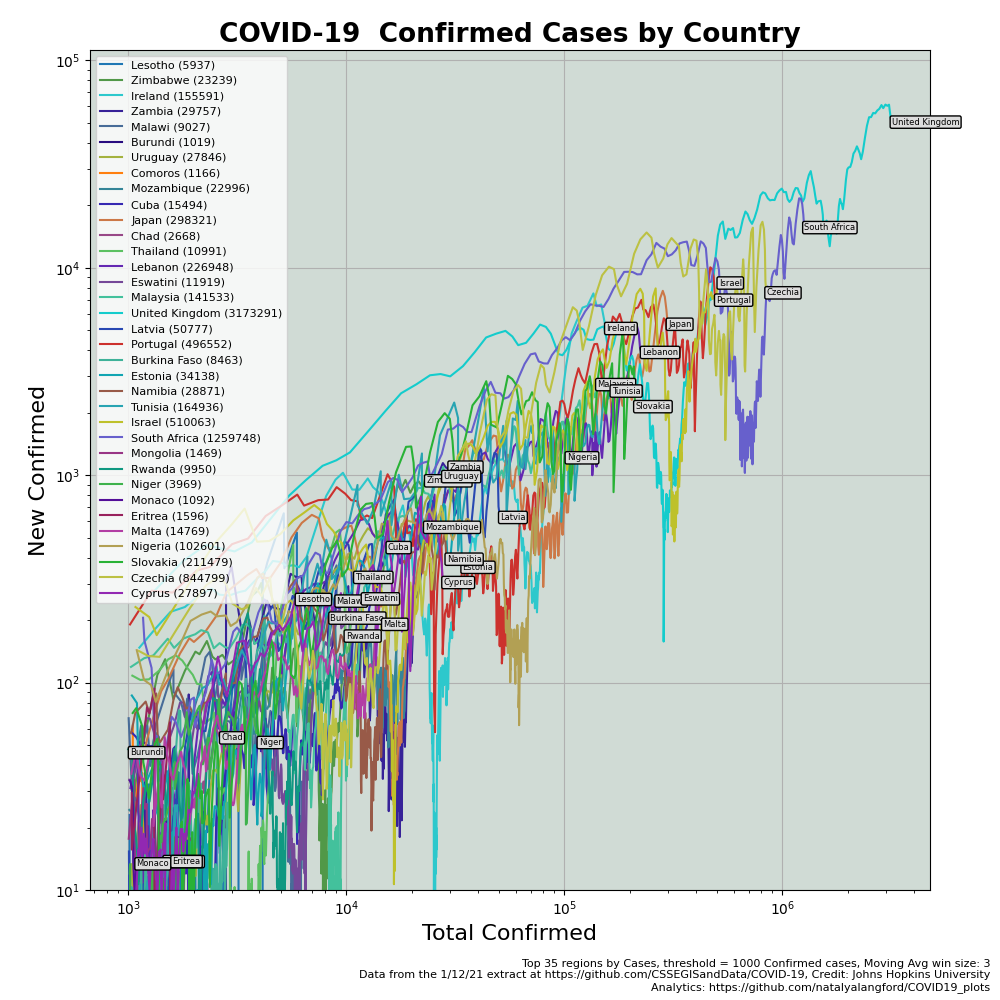 COVID-19  Confirmed Cases by Country
10^5
10^4
10^3
10^2
10^1
New Confirmed
Lesotho (5937)
Zimbabwe (23239)
Ireland (155591)
Zambia (29757)
Malawi (9027)
Burundi (1019)
Uruguay (27846)
Comoros (1166)
Mozambique (22996)
Cuba (15494)
Japan (298321)
Chad (2668)
Thailand (10991)
Lebanon (226948)
Eswatini (11919)
Malaysia (141533)
United Kingdom (3173291)
Latvia (50777)
Portugal (496552)
Burkina Faso (8463)
Estonia (34138)
Namibia (28871)
Tunisia (164936)
Israel (510063)
South Africa (1259748)
Mongolia (1469)
Rwanda (9950)
Niger (3969)
Monaco (1092)
Eritrea (1596)
Malta (14769)
Nigeria (102601)
Slovakia (211479)
Czechia (844799)
Cyprus (27897)
United Kingdom
South Africa
Israel
Czechia
Portugal
Ireland
Japan
Lebanon
Malaysia
Tunisia
Slovakia
Nigeria
Zambia
Uruguay
Latvia
Mozambique
Cuba
Namibia
Estonia
Thailand
Cyprus
Lesotho
Eswatini
Burkina Faso
Malta
Rwanda
Chad
Niger
Burundi
Monaco
Eritrea
10^3
10^4
10^5
10^6
Total Confirmed
Top 35 regions by Cases, threshold = 1000 Confirmed cases, Moving Avg win size: 3
Data from the 1/12/21 extract at https://github.com/CSSEGISandData/COVID-19, Credit: Johns Hopkins University
Analytics: https://github.com/natalyalangford/COVID19_plots